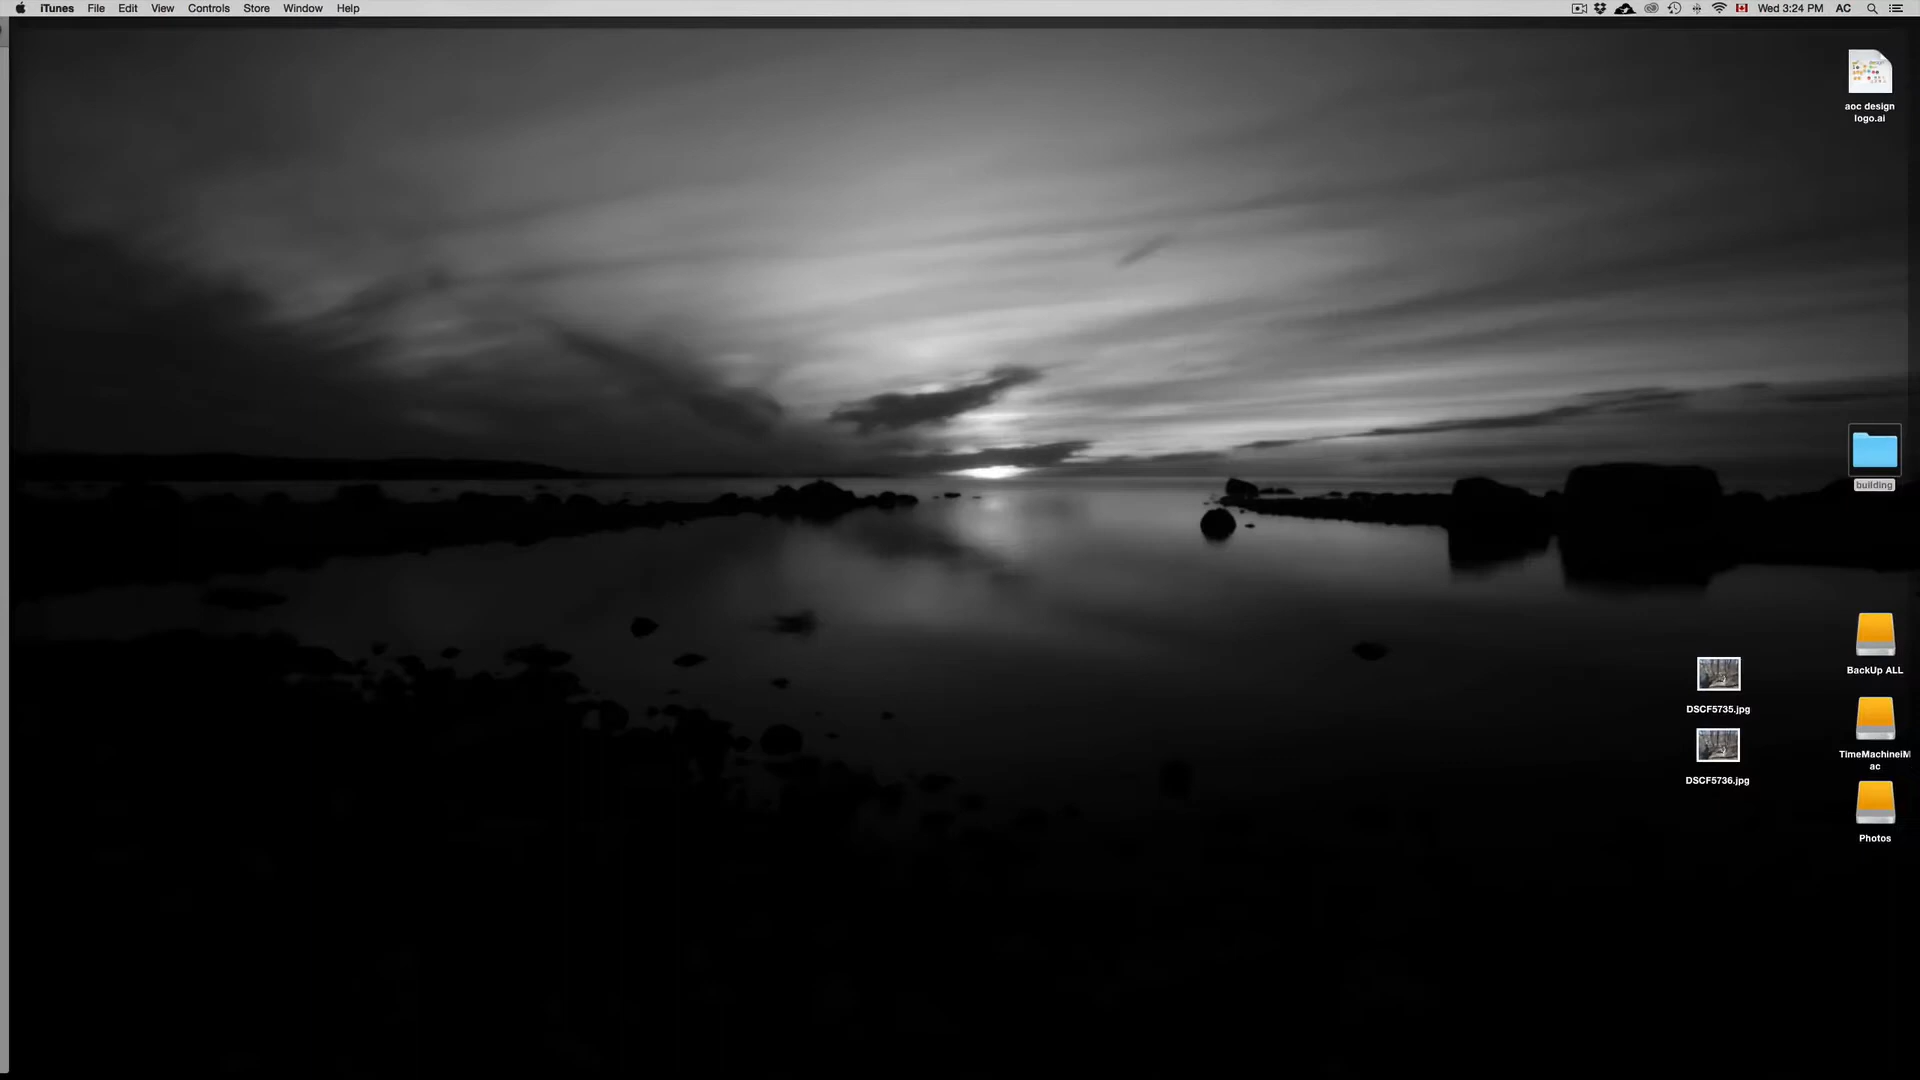 iTunes File Edit View Controls Store Window Help
Wed 3:24 PM AC
aoc design
logo.ai
building
BackUp ALL
DSCF5735.jpg
TimeMachineiM
ac
DSCF5736.jpg
Photos